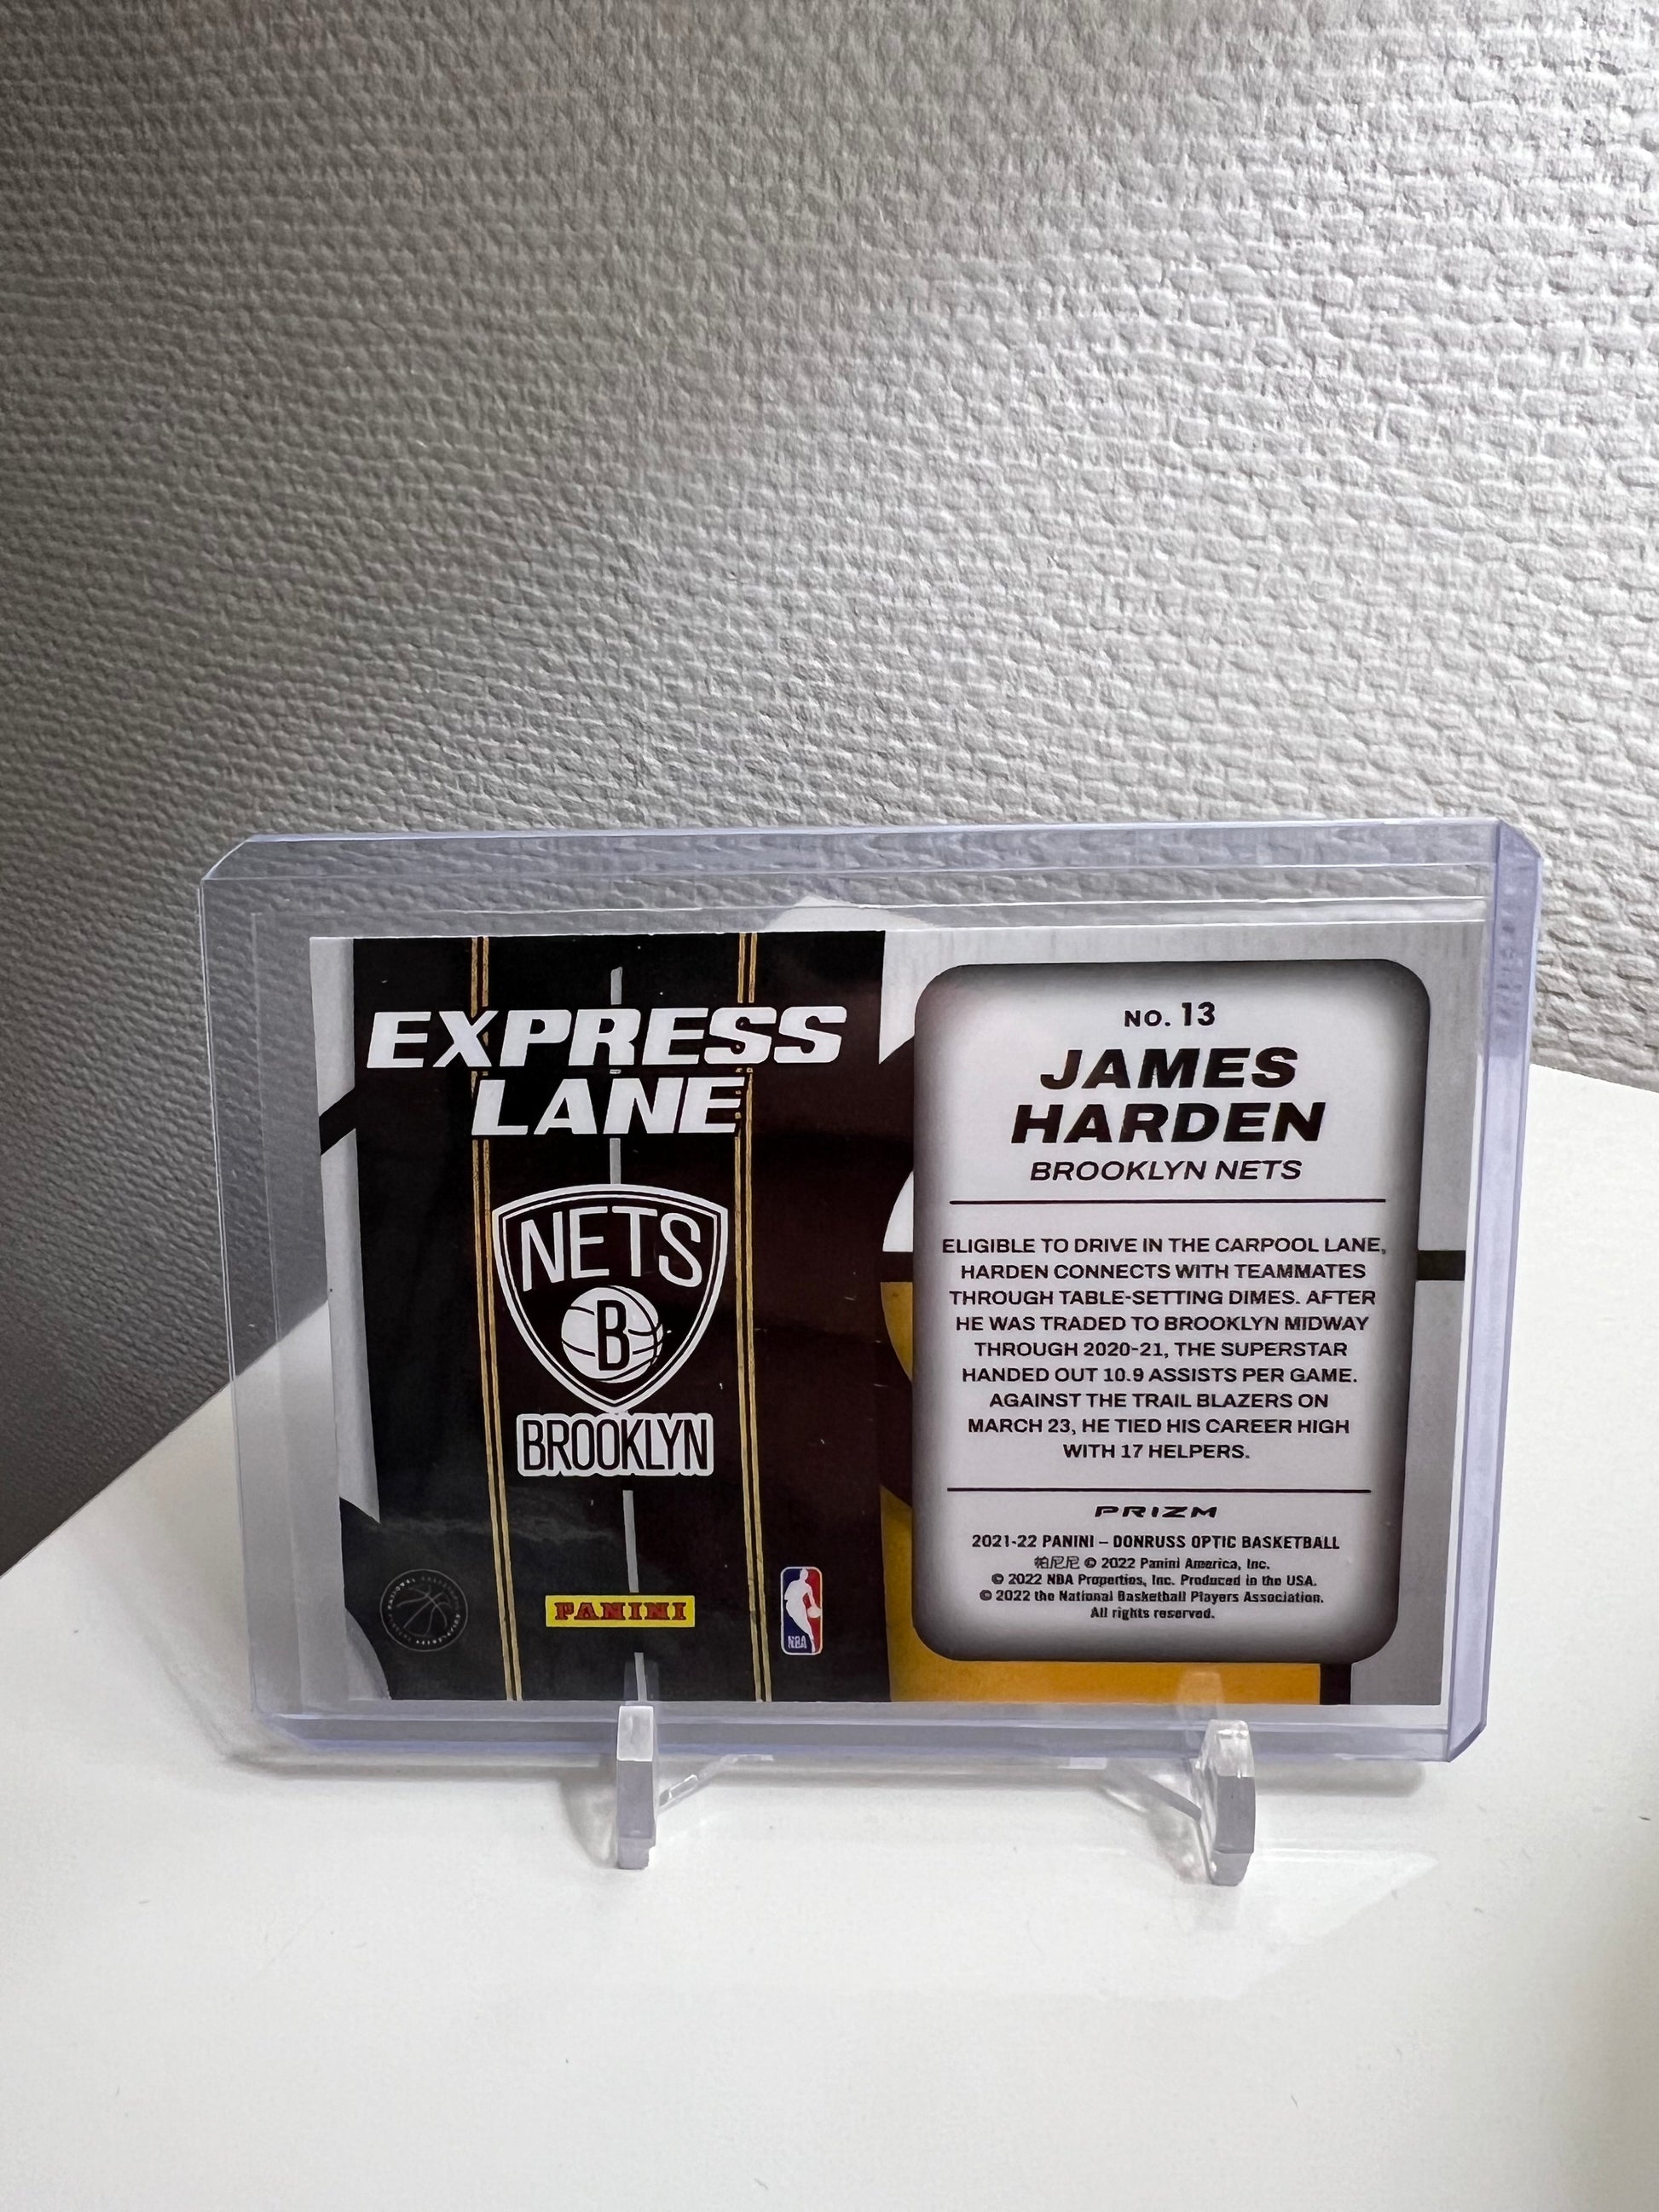 EXPRESS
LANE
NETS
B
BROOKLYN
PANINI
NBA
NO. 13
JAMES
HARDEN
BROOKLYN NETS
ELIGIBLE TO DRIVE IN THE CARPOOL LANE,
HARDEN CONNECTS WITH TEAMMATES
THROUGH TABLE-SETTING DIMES. AFTER
HE WAS TRADED TO BROOKLYN MIDWAY
THROUGH 2020-21, THE SUPERSTAR
HANDED OUT 10.9 ASSISTS PER GAME.
AGAINST THE TRAIL BLAZERS ON
MARCH 23, HE TIED HIS CAREER HIGH
WITH 17 HELPERS.
PRIZM
2021-22 PANINI – DONRUSS OPTIC BASKETBALL
帕尼尼 © 2022 Panini America, Inc.
© 2022 NBA Properties, Inc. Produced in the USA.
© 2022 the National Basketball Players Association.
All rights reserved.